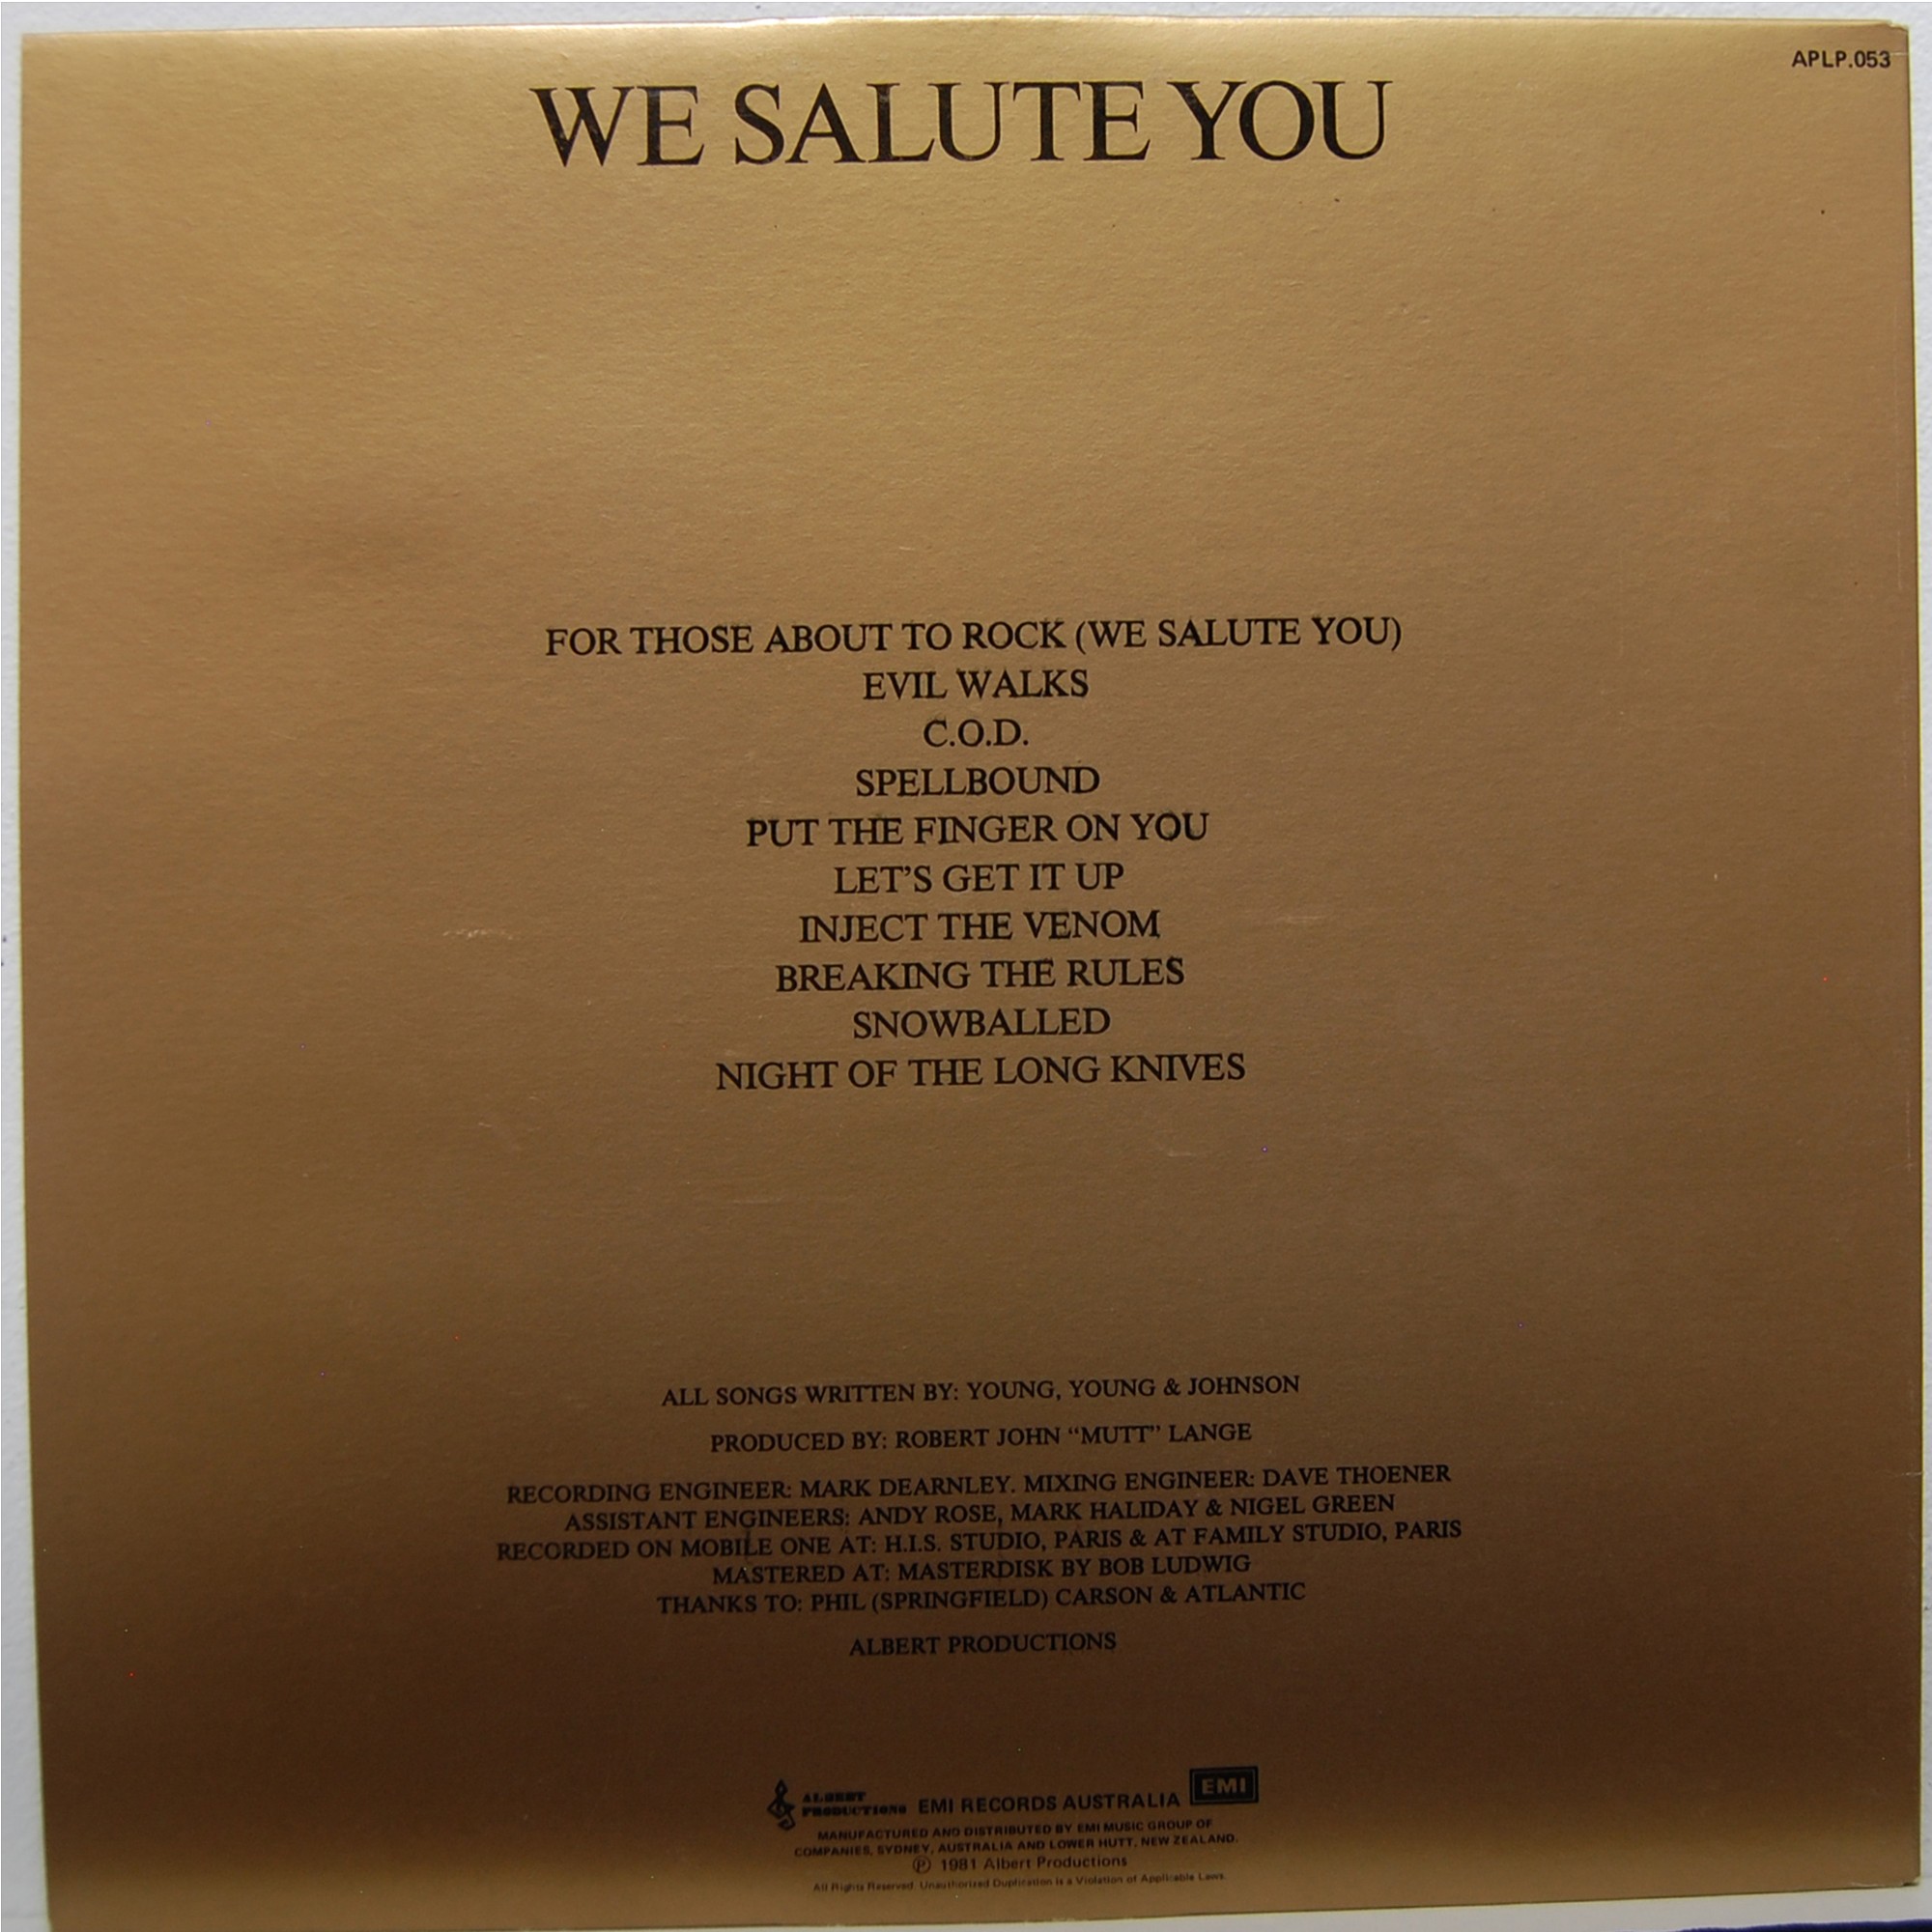 APLP.053
WE SALUTE YOU
FOR THOSE ABOUT TO ROCK (WE SALUTE YOU)
EVIL WALKS
C.O.D.
SPELLBOUND
PUT THE FINGER ON YOU
LET'S GET IT UP
INJECT THE VENOM
BREAKING THE RULES
SNOWBALLED
NIGHT OF THE LONG KNIVES
ALL SONGS WRITTEN BY: YOUNG, YOUNG & JOHNSON
PRODUCED BY: ROBERT JOHN “MUTT” LANGE
RECORDING ENGINEER: MARK DEARNLEY. MIXING ENGINEER: DAVE THOENER
ASSISTANT ENGINEERS: ANDY ROSE, MARK HALIDAY & NIGEL GREEN
RECORDED ON MOBILE ONE AT: H.I.S. STUDIO, PARIS & AT FAMILY STUDIO, PARIS
MASTERED AT: MASTERDISK BY BOB LUDWIG
THANKS TO: PHIL (SPRINGFIELD) CARSON & ATLANTIC
ALBERT PRODUCTIONS
ALBERT
PRODUCTIONS EMI RECORDS AUSTRALIA EMI
MANUFACTURED AND DISTRIBUTED BY EMI MUSIC GROUP OF
COMPANIES, SYDNEY, AUSTRALIA AND LOWER HUTT, NEW ZEALAND.
℗ 1981 Albert Productions
All Rights Reserved. Unauthorized Duplication is a Violation of Applicable Laws.